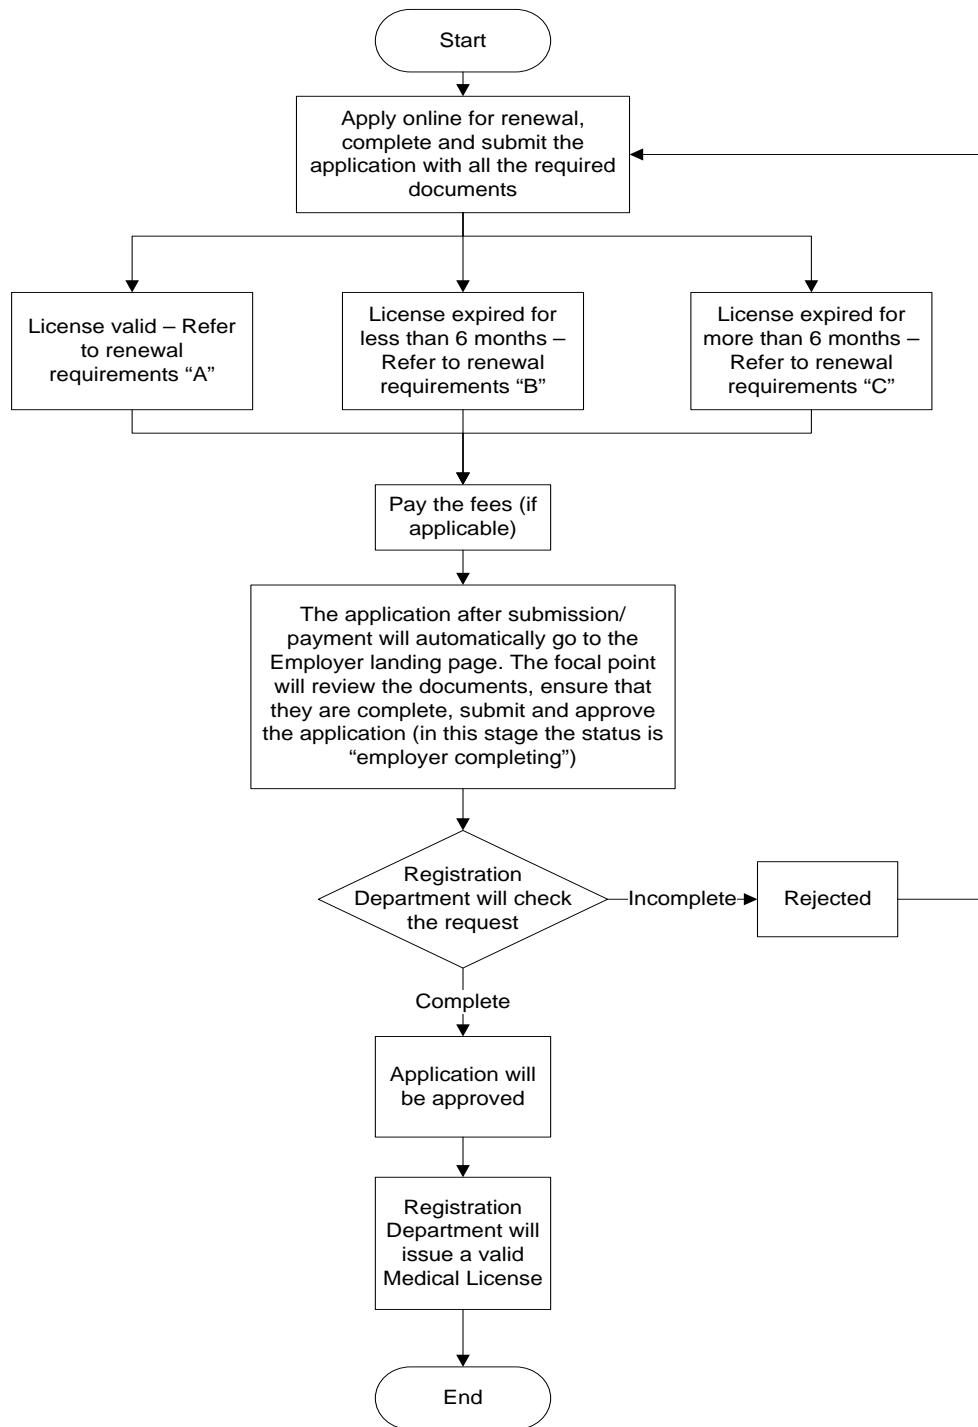 Start
Apply online for renewal,
complete and submit the
application with all the required
documents
License valid – Refer
to renewal
requirements “A”
License expired for
less than 6 months –
Refer to renewal
requirements “B”
License expired for
more than 6 months –
Refer to renewal
requirements “C”
Pay the fees (if
applicable)
The application after submission/
payment will automatically go to the
Employer landing page. The focal point
will review the documents, ensure that
they are complete, submit and approve
the application (in this stage the status is
“employer completing”)
Registration
Department will check
the request
Incomplete
Rejected
Complete
Application will
be approved
Registration
Department will
issue a valid
Medical License
End